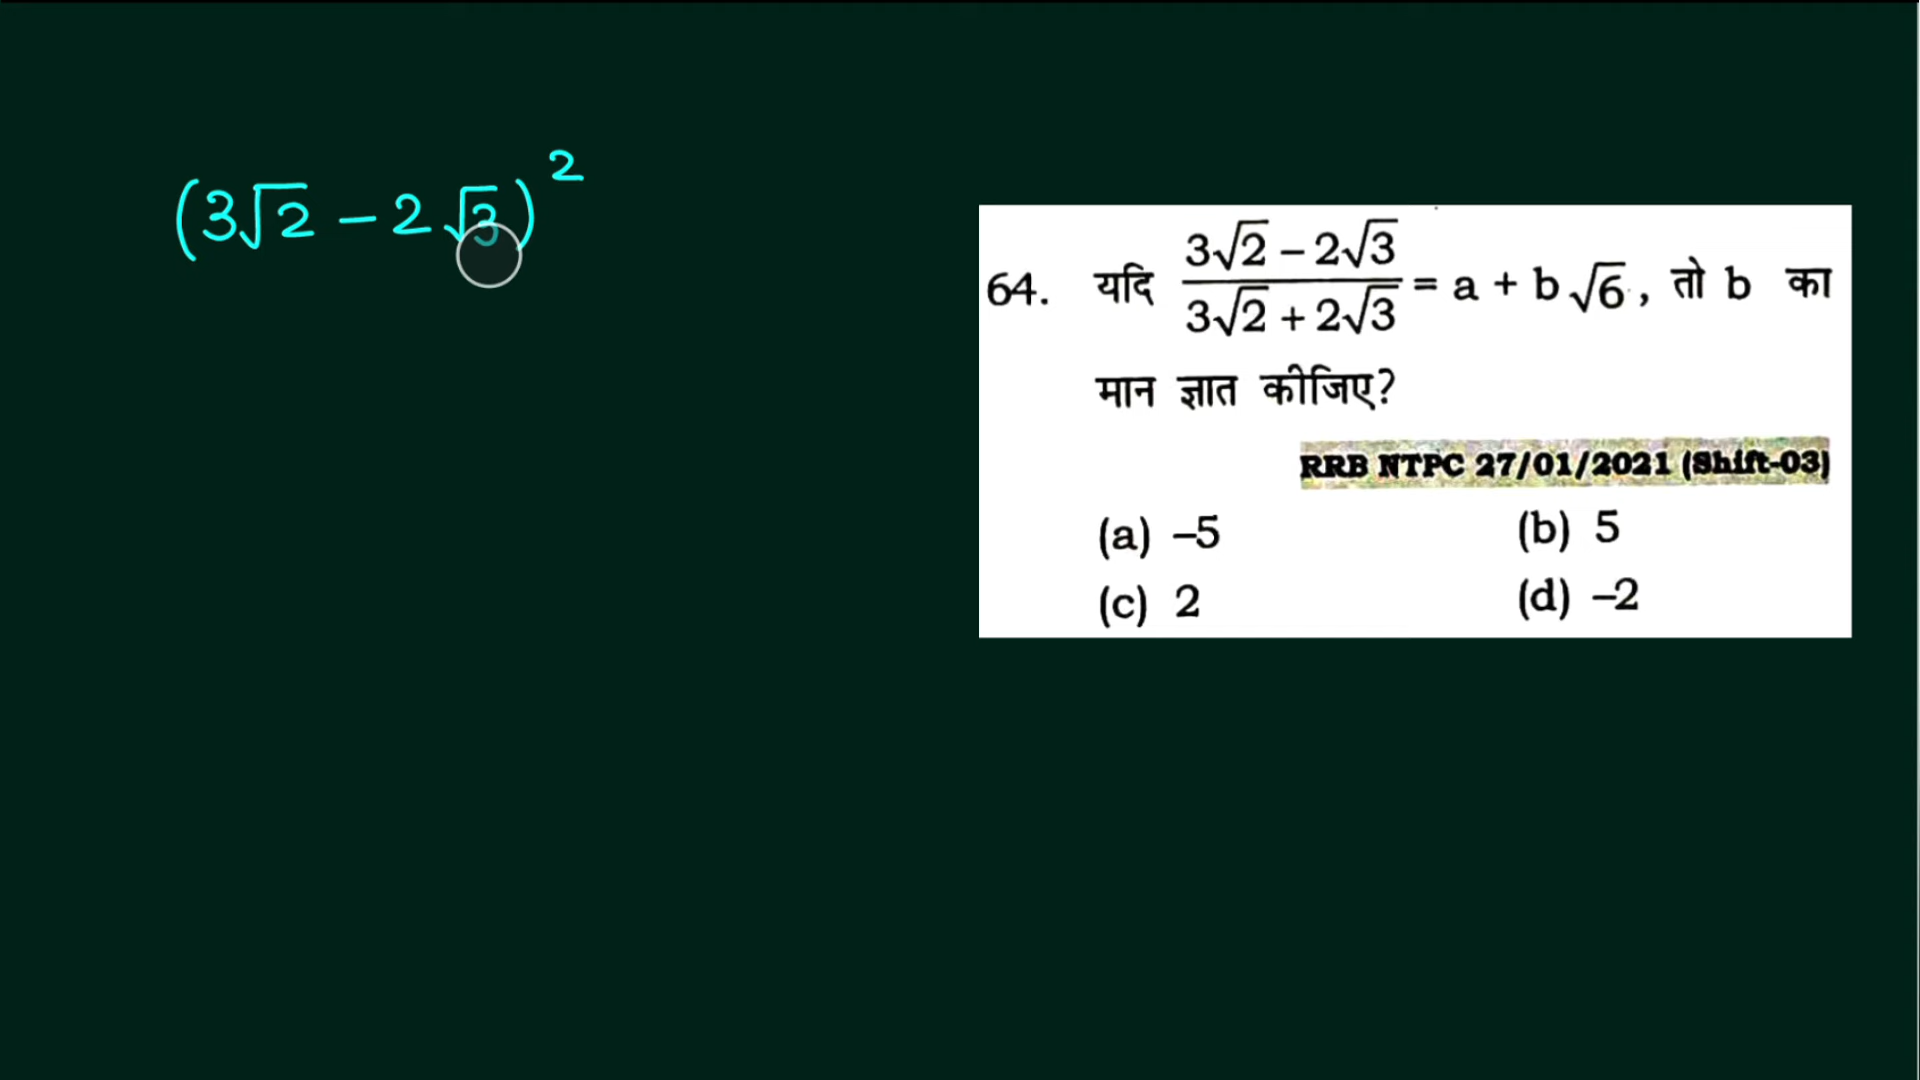 (3√2 – 2√3)²
64. यदि (3√2 – 2√3)/(3√2 + 2√3) = a + b√6, तो b का
मान ज्ञात कीजिए?
RRB NTPC 27/01/2021 (Shift-03)
(a) –5 (b) 5
(c) 2 (d) –2